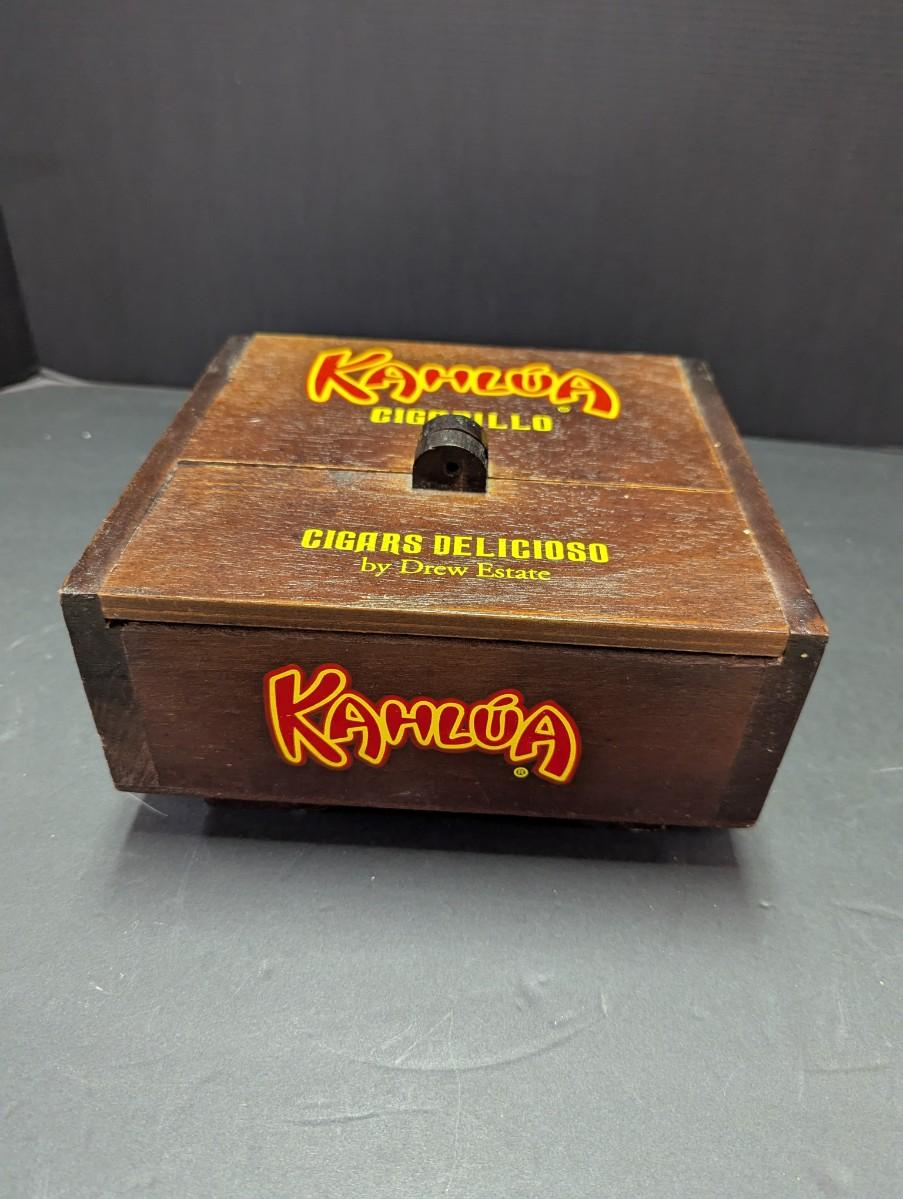 KAHLÚA ®
CIGARILLO
CIGARS DELICIOSO
by Drew Estate
KAHLÚA
®